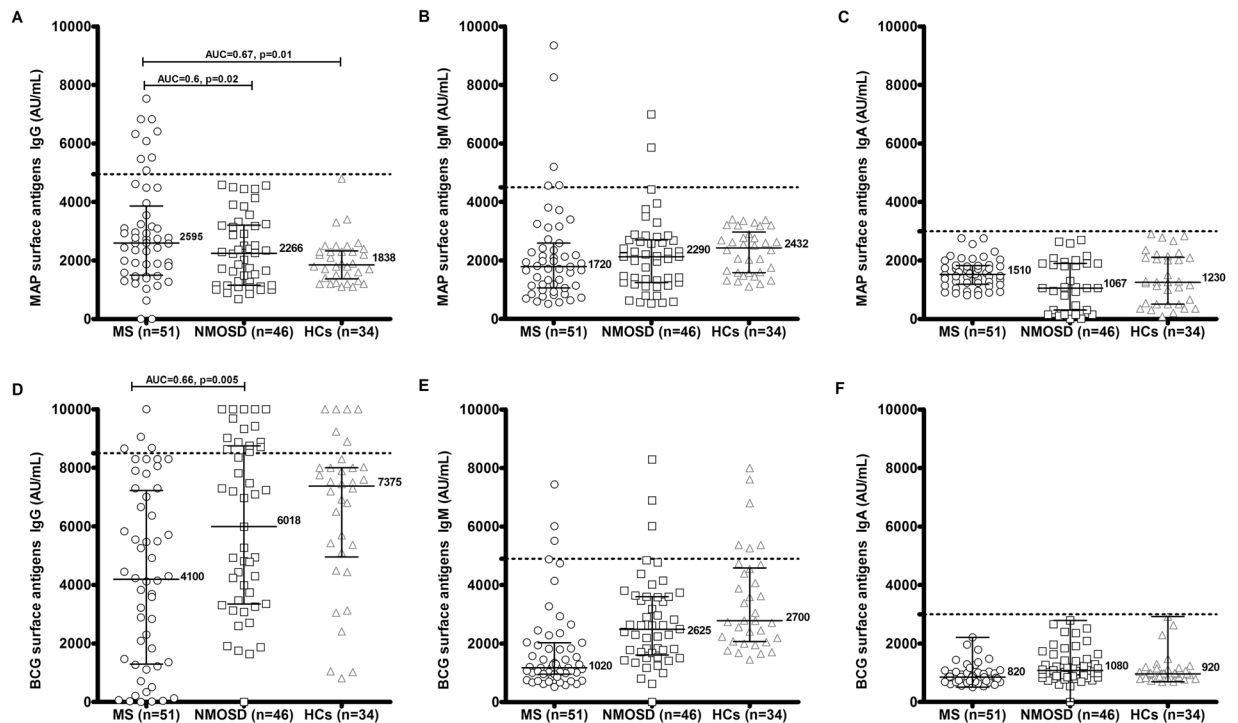 A
B
C
MAP surface antigens IgG (AU/mL)
10000
8000
6000
4000
2000
0
AUC=0.67, p=0.01
AUC=0.6, p=0.02
2595
2266
1838
MS (n=51) NMOSD (n=46) HCs (n=34)
MAP surface antigens IgM (AU/mL)
10000
8000
6000
4000
2000
0
1720
2290
2432
MS (n=51) NMOSD (n=46) HCs (n=34)
MAP surface antigens IgA (AU/mL)
10000
8000
6000
4000
2000
0
1510
1067
1230
MS (n=51) NMOSD (n=46) HCs (n=34)
D
E
F
BCG surface antigens IgG (AU/mL)
10000
8000
6000
4000
2000
0
AUC=0.66, p=0.005
4100
6018
7375
MS (n=51) NMOSD (n=46) HCs (n=34)
BCG surface antigens IgM (AU/mL)
10000
8000
6000
4000
2000
0
1020
2625
2700
MS (n=51) NMOSD (n=46) HCs (n=34)
BCG surface antigens IgA (AU/mL)
10000
8000
6000
4000
2000
0
820
1080
920
MS (n=51) NMOSD (n=46) HCs (n=34)